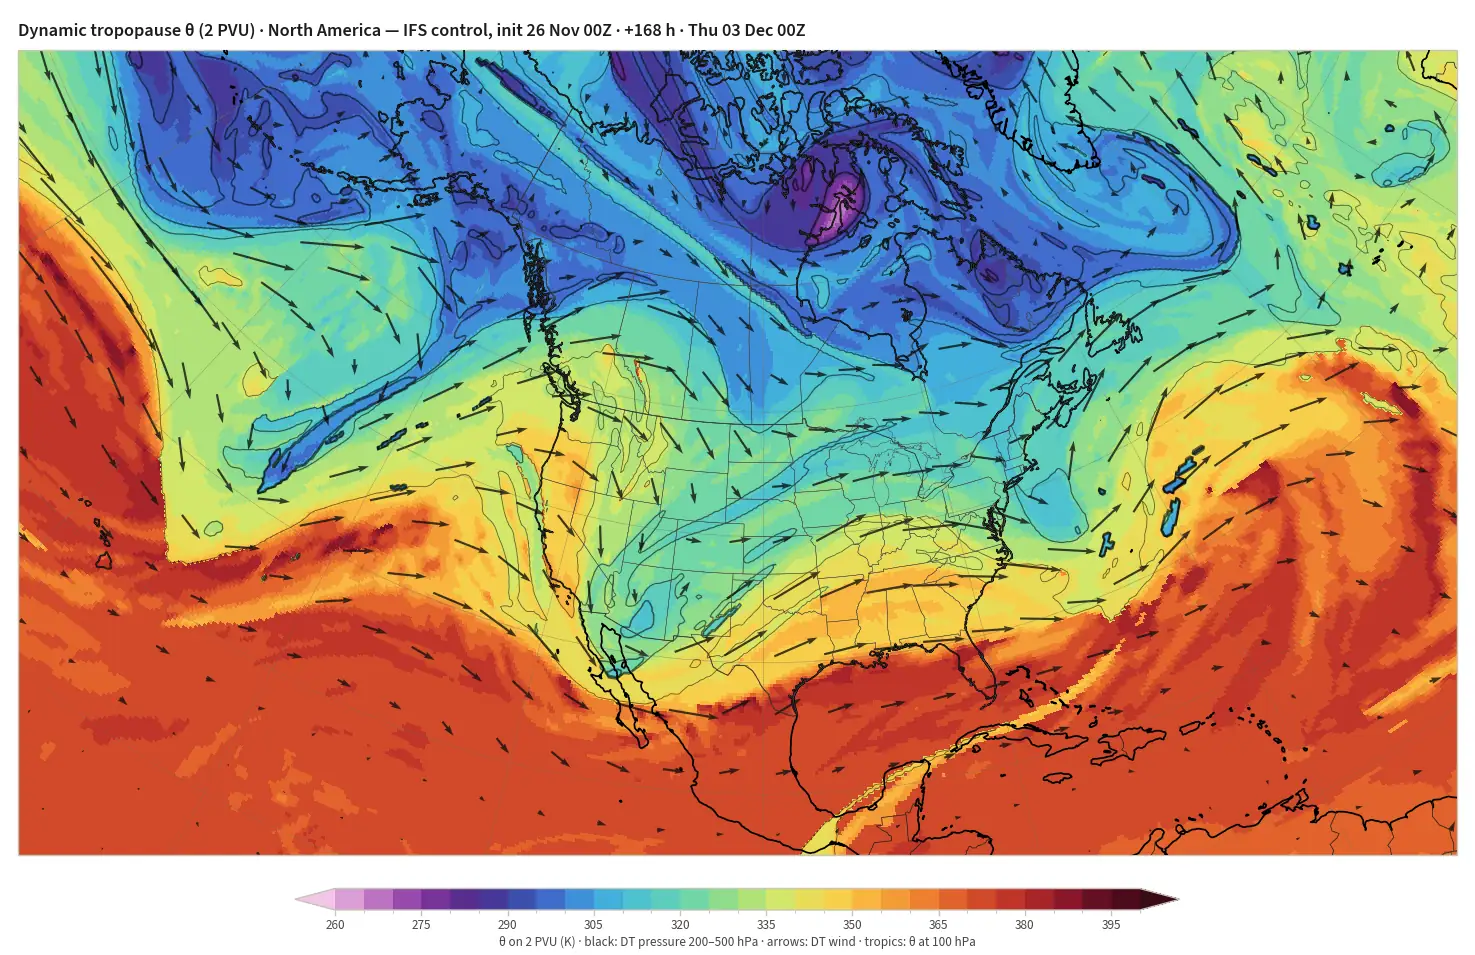 Dynamic tropopause θ (2 PVU) · North America — IFS control, init 26 Nov 00Z · +168 h · Thu 03 Dec 00Z
260 275 290 305 320 335 350 365 380 395
θ on 2 PVU (K) · black: DT pressure 200–500 hPa · arrows: DT wind · tropics: θ at 100 hPa